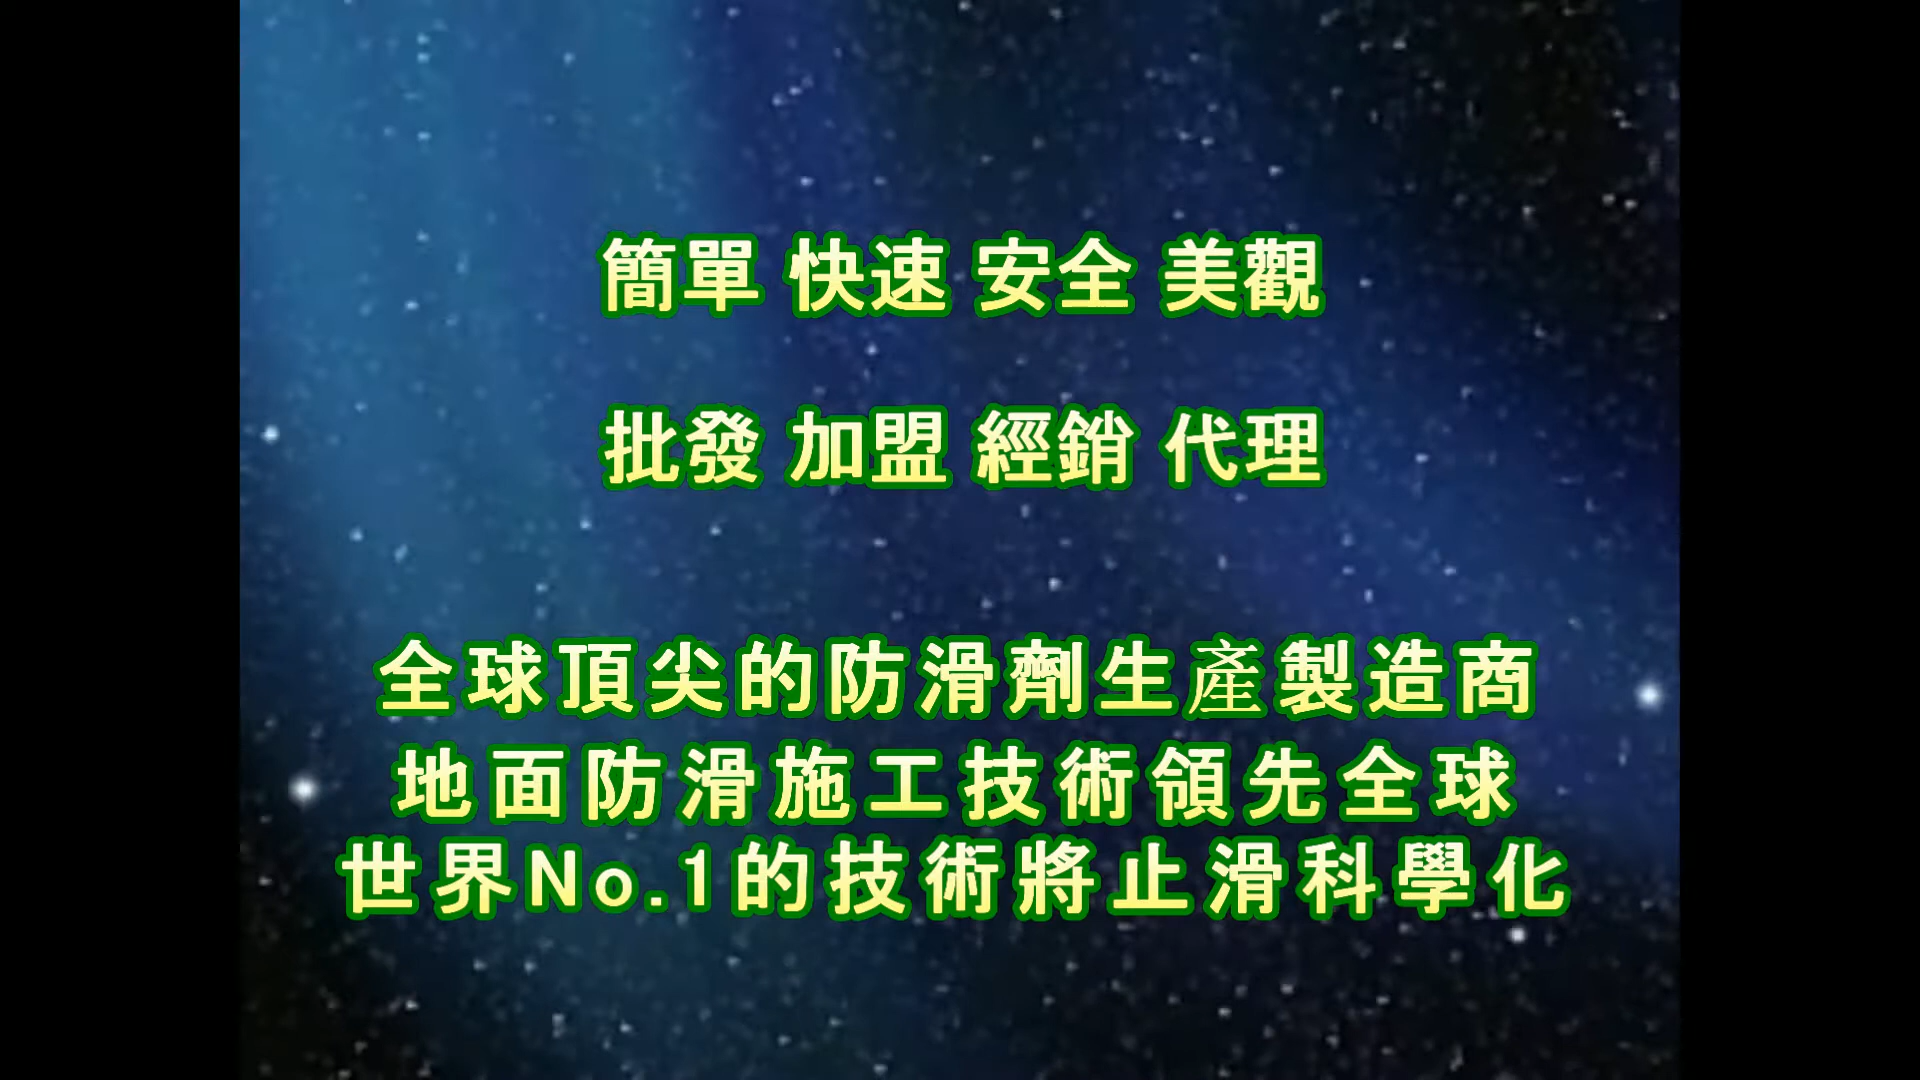 簡單 快速 安全 美觀
批發 加盟 經銷 代理
全球頂尖的防滑劑生產製造商
地面防滑施工技術領先全球
世界No.1的技術將止滑科學化